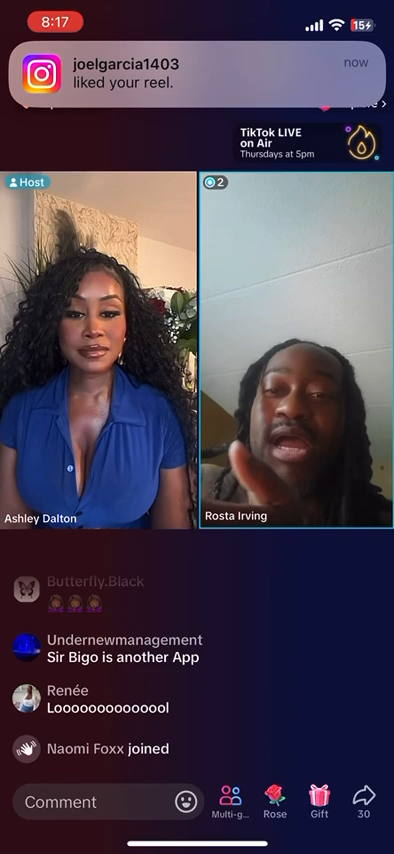 8:17
15
joelgarcia1403
now
liked your reel.
TikTok LIVE
on Air
Thursdays at 5pm
Host
2
Ashley Dalton
Rosta Irving
Butterfly.Black
Undernewmanagement
Sir Bigo is another App
Renée
Looooooooooooool
Naomi Foxx joined
Comment
Multi-g...
Rose
Gift
30